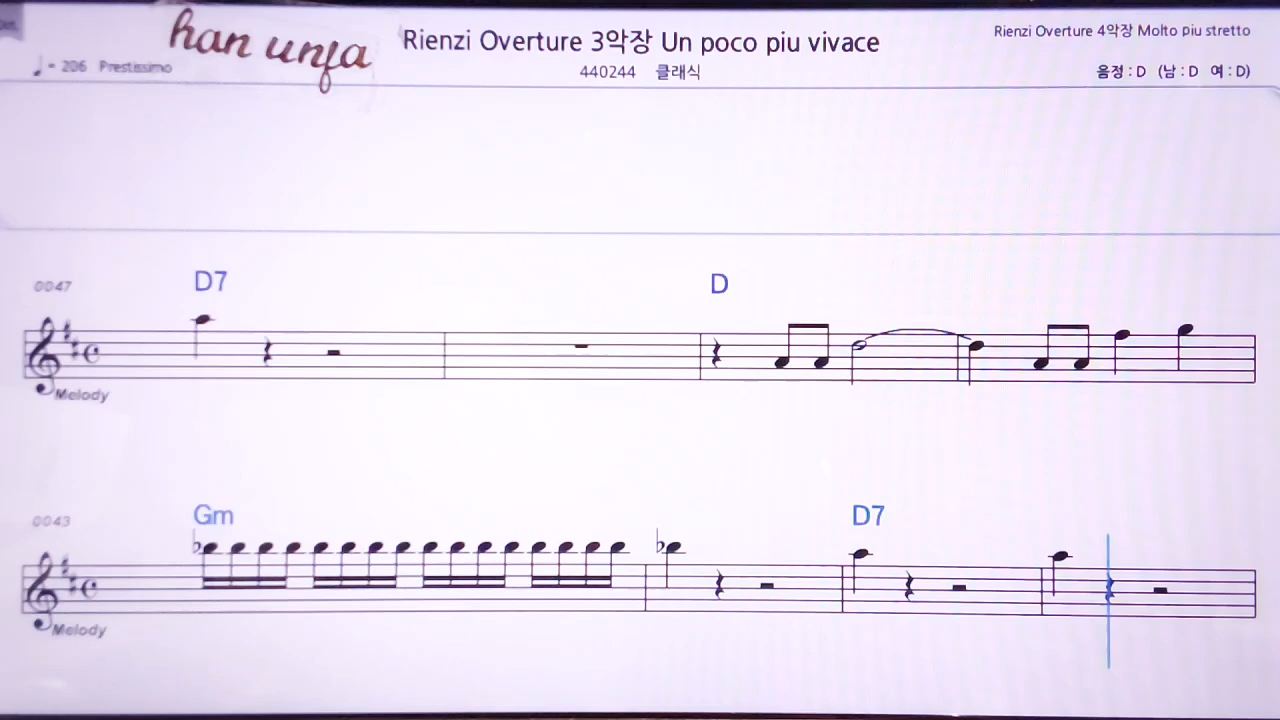 han unfa
Rienzi Overture 3악장 Un poco piu vivace
Rienzi Overture 4악장 Molto piu stretto
♩ = 206 Prestissimo
440244 클래식
음정 : D (남 : D 여 : D)
0047
D7
D
Melody
0043
Gm
D7
Melody